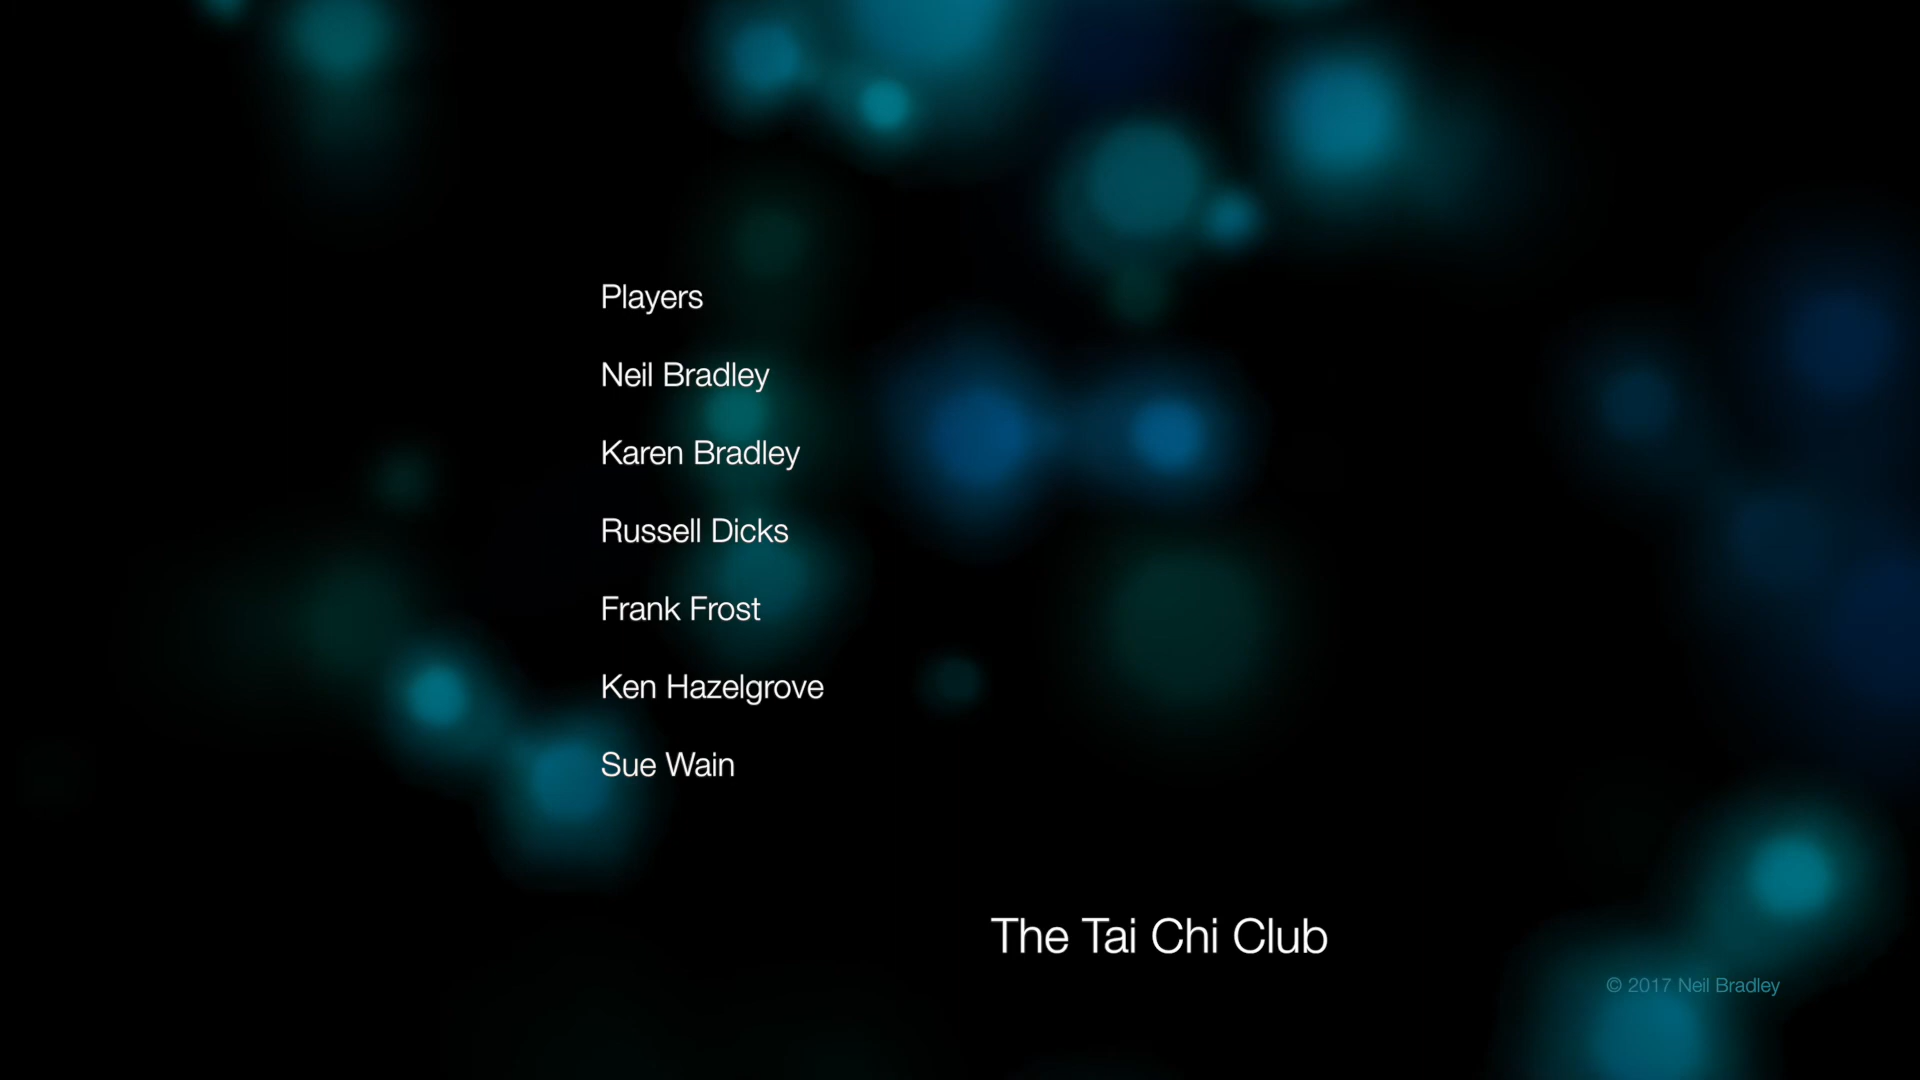 Players
Neil Bradley
Karen Bradley
Russell Dicks
Frank Frost
Ken Hazelgrove
Sue Wain
The Tai Chi Club
© 2017 Neil Bradley